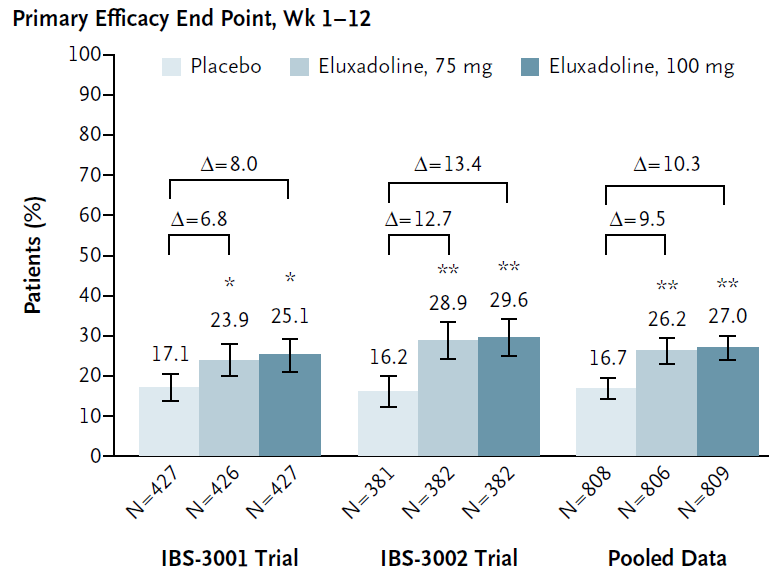 Primary Efficacy End Point, Wk 1–12
Placebo Eluxadoline, 75 mg Eluxadoline, 100 mg
Patients (%)
100
90
80
70
60
50
40
30
20
10
0
Δ=8.0
Δ=6.8
* *
17.1 23.9 25.1
Δ=13.4
Δ=12.7
** **
16.2 28.9 29.6
Δ=10.3
Δ=9.5
** **
16.7 26.2 27.0
N=427 N=426 N=427
N=381 N=382 N=382
N=808 N=806 N=809
IBS-3001 Trial IBS-3002 Trial Pooled Data